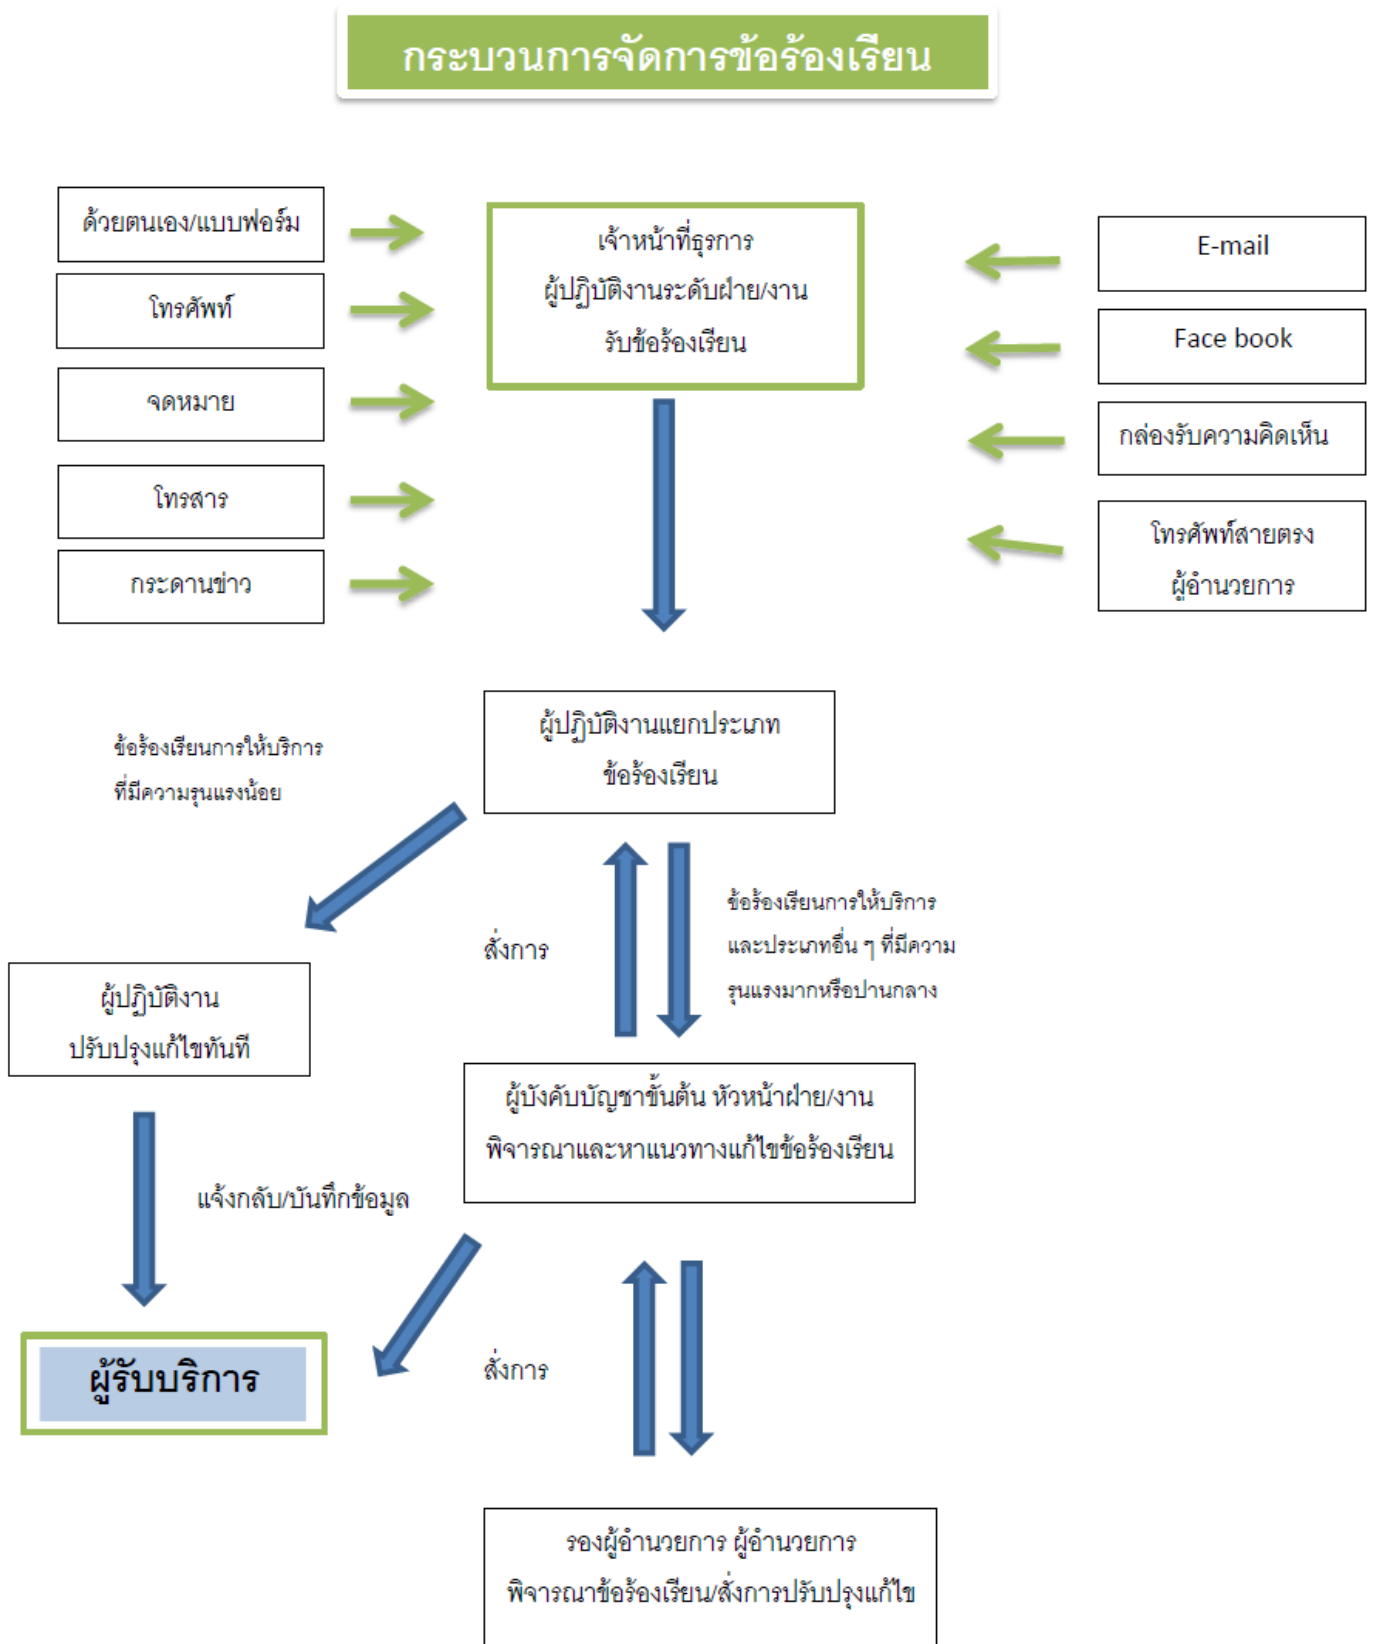 กระบวนการจัดการข้อร้องเรียน
ด้วยตนเอง/แบบฟอร์ม
โทรศัพท์
จดหมาย
โทรสาร
กระดานข่าว
เจ้าหน้าที่ธุรการ
ผู้ปฏิบัติงานระดับฝ่าย/งาน
รับข้อร้องเรียน
E-mail
Face book
กล่องรับความคิดเห็น
โทรศัพท์สายตรง
ผู้อำนวยการ
ผู้ปฏิบัติงานแยกประเภท
ข้อร้องเรียน
ข้อร้องเรียนการให้บริการ
ที่มีความรุนแรงน้อย
สั่งการ
ข้อร้องเรียนการให้บริการ
และประเภทอื่น ๆ ที่มีความ
รุนแรงมากหรือปานกลาง
ผู้ปฏิบัติงาน
ปรับปรุงแก้ไขทันที
ผู้บังคับบัญชาขั้นต้น หัวหน้าฝ่าย/งาน
พิจารณาและหาแนวทางแก้ไขข้อร้องเรียน
แจ้งกลับ/บันทึกข้อมูล
ผู้รับบริการ
สั่งการ
รองผู้อำนวยการ ผู้อำนวยการ
พิจารณาข้อร้องเรียน/สั่งการปรับปรุงแก้ไข